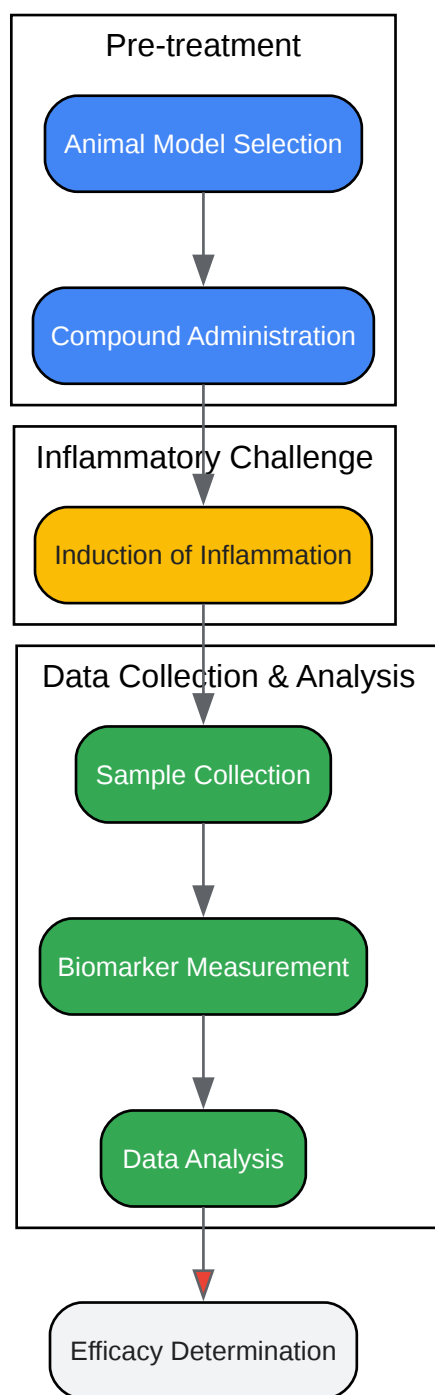 Pre-treatment
Animal Model Selection
Compound Administration
Inflammatory Challenge
Induction of Inflammation
Data Collection & Analysis
Sample Collection
Biomarker Measurement
Data Analysis
Efficacy Determination